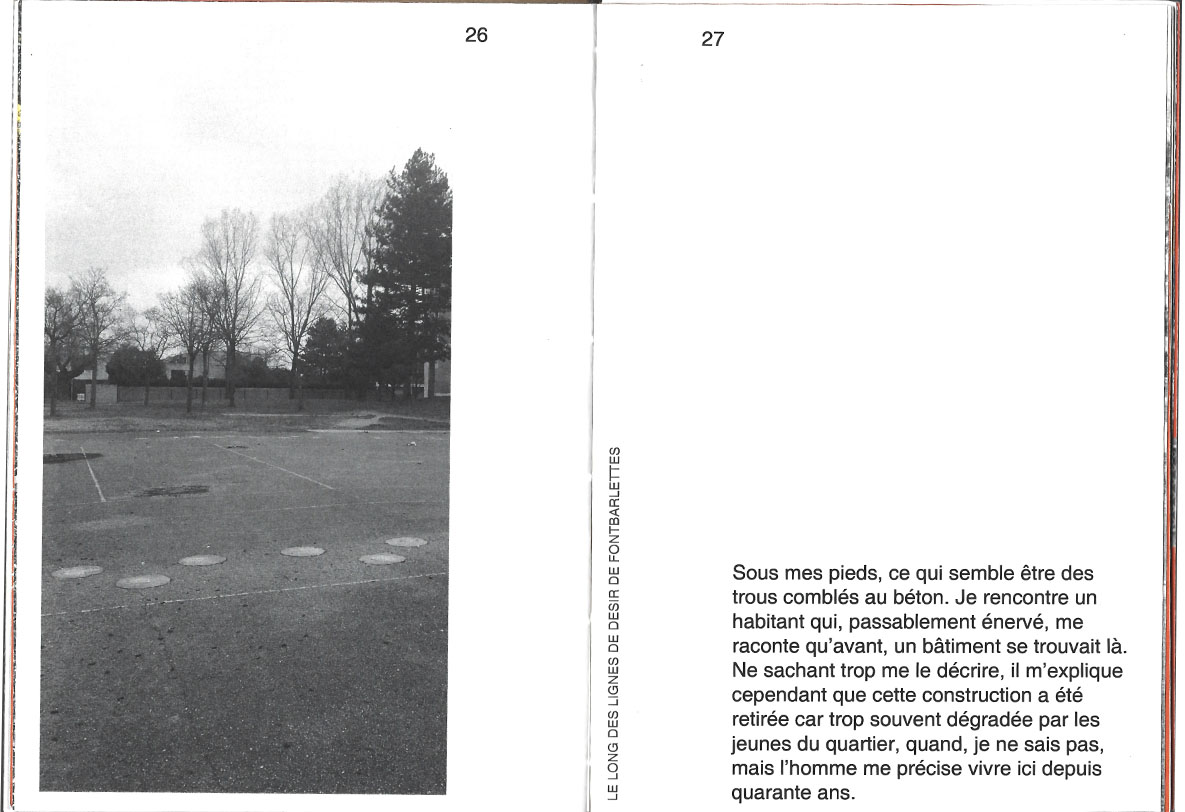 26
27
LE LONG DES LIGNES DE DESIR DE FONTBARLETTES
Sous mes pieds, ce qui semble être des
trous comblés au béton. Je rencontre un
habitant qui, passablement énervé, me
raconte qu’avant, un bâtiment se trouvait là.
Ne sachant trop me le décrire, il m’explique
cependant que cette construction a été
retirée car trop souvent dégradée par les
jeunes du quartier, quand, je ne sais pas,
mais l’homme me précise vivre ici depuis
quarante ans.